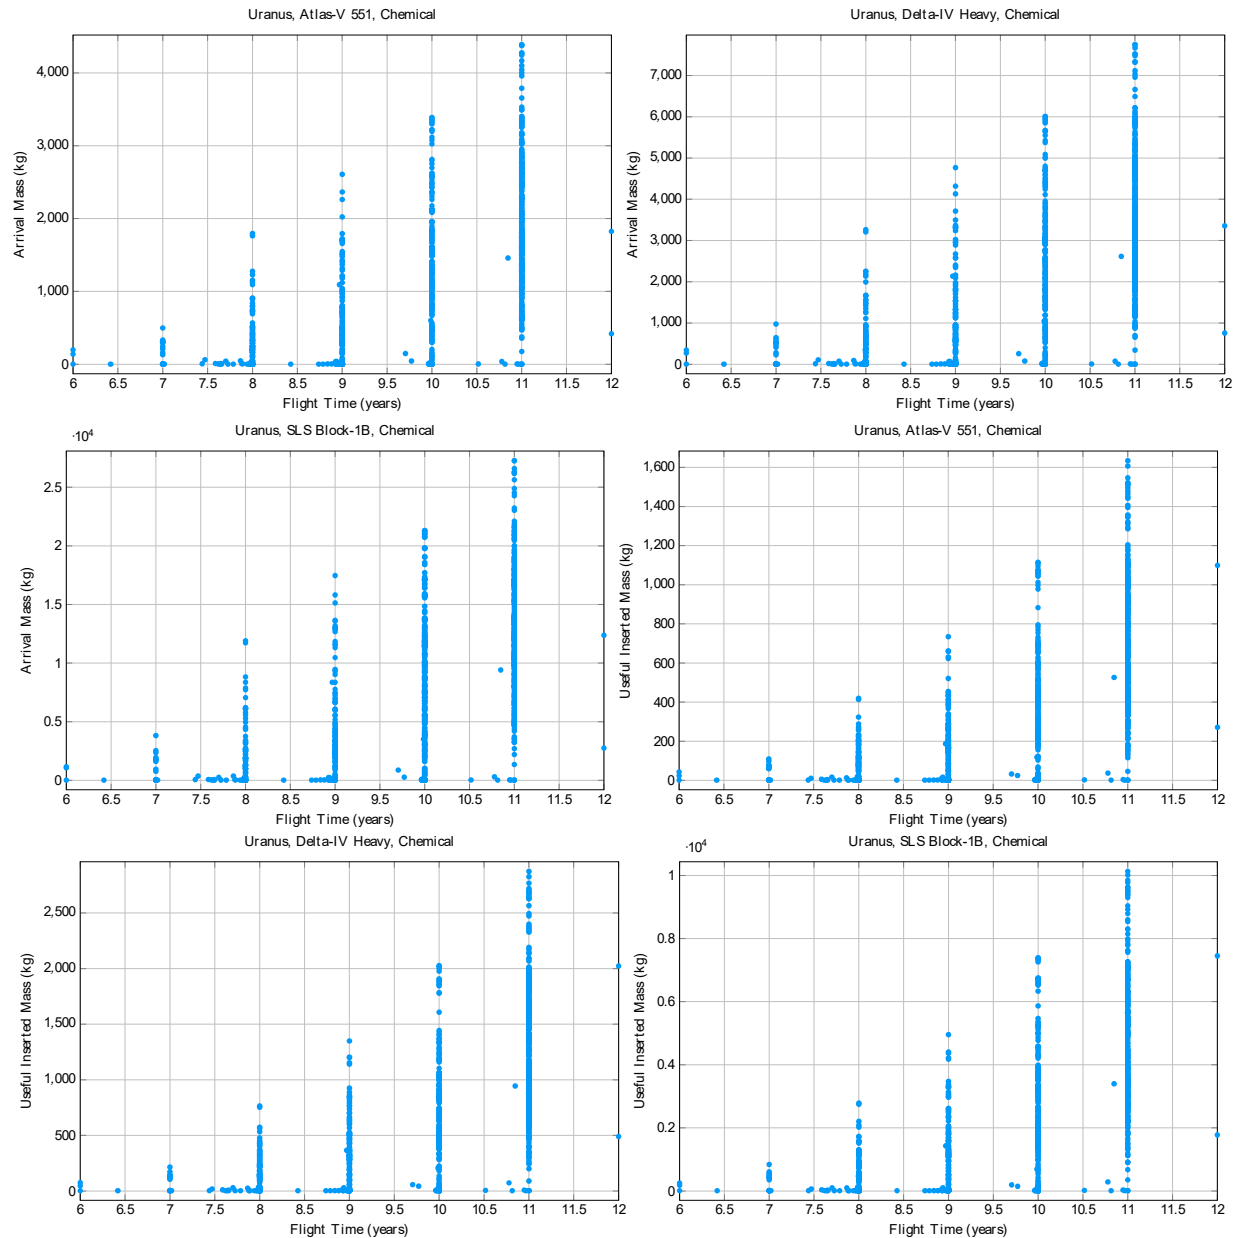 Uranus, Atlas-V 551, Chemical
4,000
3,000
2,000
1,000
0
Arrival Mass (kg)
6 6.5 7 7.5 8 8.5 9 9.5 10 10.5 11 11.5 12
Flight Time (years)
Uranus, Delta-IV Heavy, Chemical
7,000
6,000
5,000
4,000
3,000
2,000
1,000
0
Arrival Mass (kg)
6 6.5 7 7.5 8 8.5 9 9.5 10 10.5 11 11.5 12
Flight Time (years)
Uranus, SLS Block-1B, Chemical
·10⁴
2.5
2
1.5
1
0.5
0
Arrival Mass (kg)
6 6.5 7 7.5 8 8.5 9 9.5 10 10.5 11 11.5 12
Flight Time (years)
Uranus, Atlas-V 551, Chemical
1,600
1,400
1,200
1,000
800
600
400
200
0
Useful Inserted Mass (kg)
6 6.5 7 7.5 8 8.5 9 9.5 10 10.5 11 11.5 12
Flight Time (years)
Uranus, Delta-IV Heavy, Chemical
2,500
2,000
1,500
1,000
500
0
Useful Inserted Mass (kg)
6 6.5 7 7.5 8 8.5 9 9.5 10 10.5 11 11.5 12
Flight Time (years)
Uranus, SLS Block-1B, Chemical
·10⁴
1
0.8
0.6
0.4
0.2
0
Useful Inserted Mass (kg)
6 6.5 7 7.5 8 8.5 9 9.5 10 10.5 11 11.5 12
Flight Time (years)